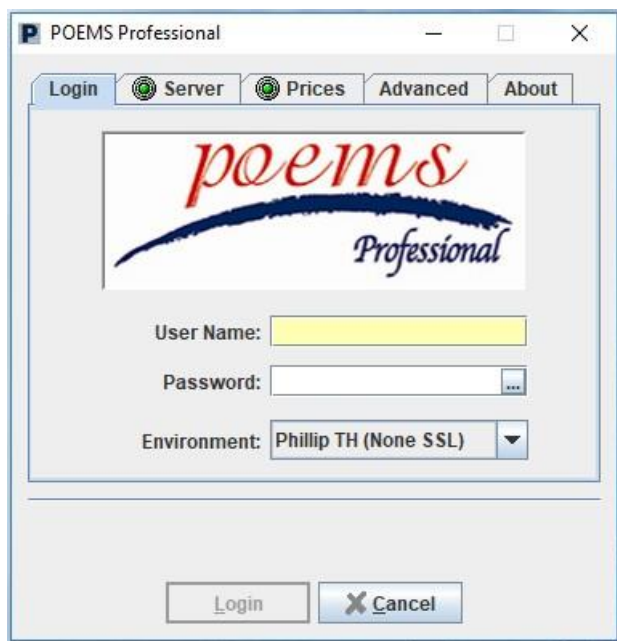 POEMS Professional
Login Server Prices Advanced About
poems
Professional
User Name:
Password: ...
Environment: Phillip TH (None SSL)
Login Cancel